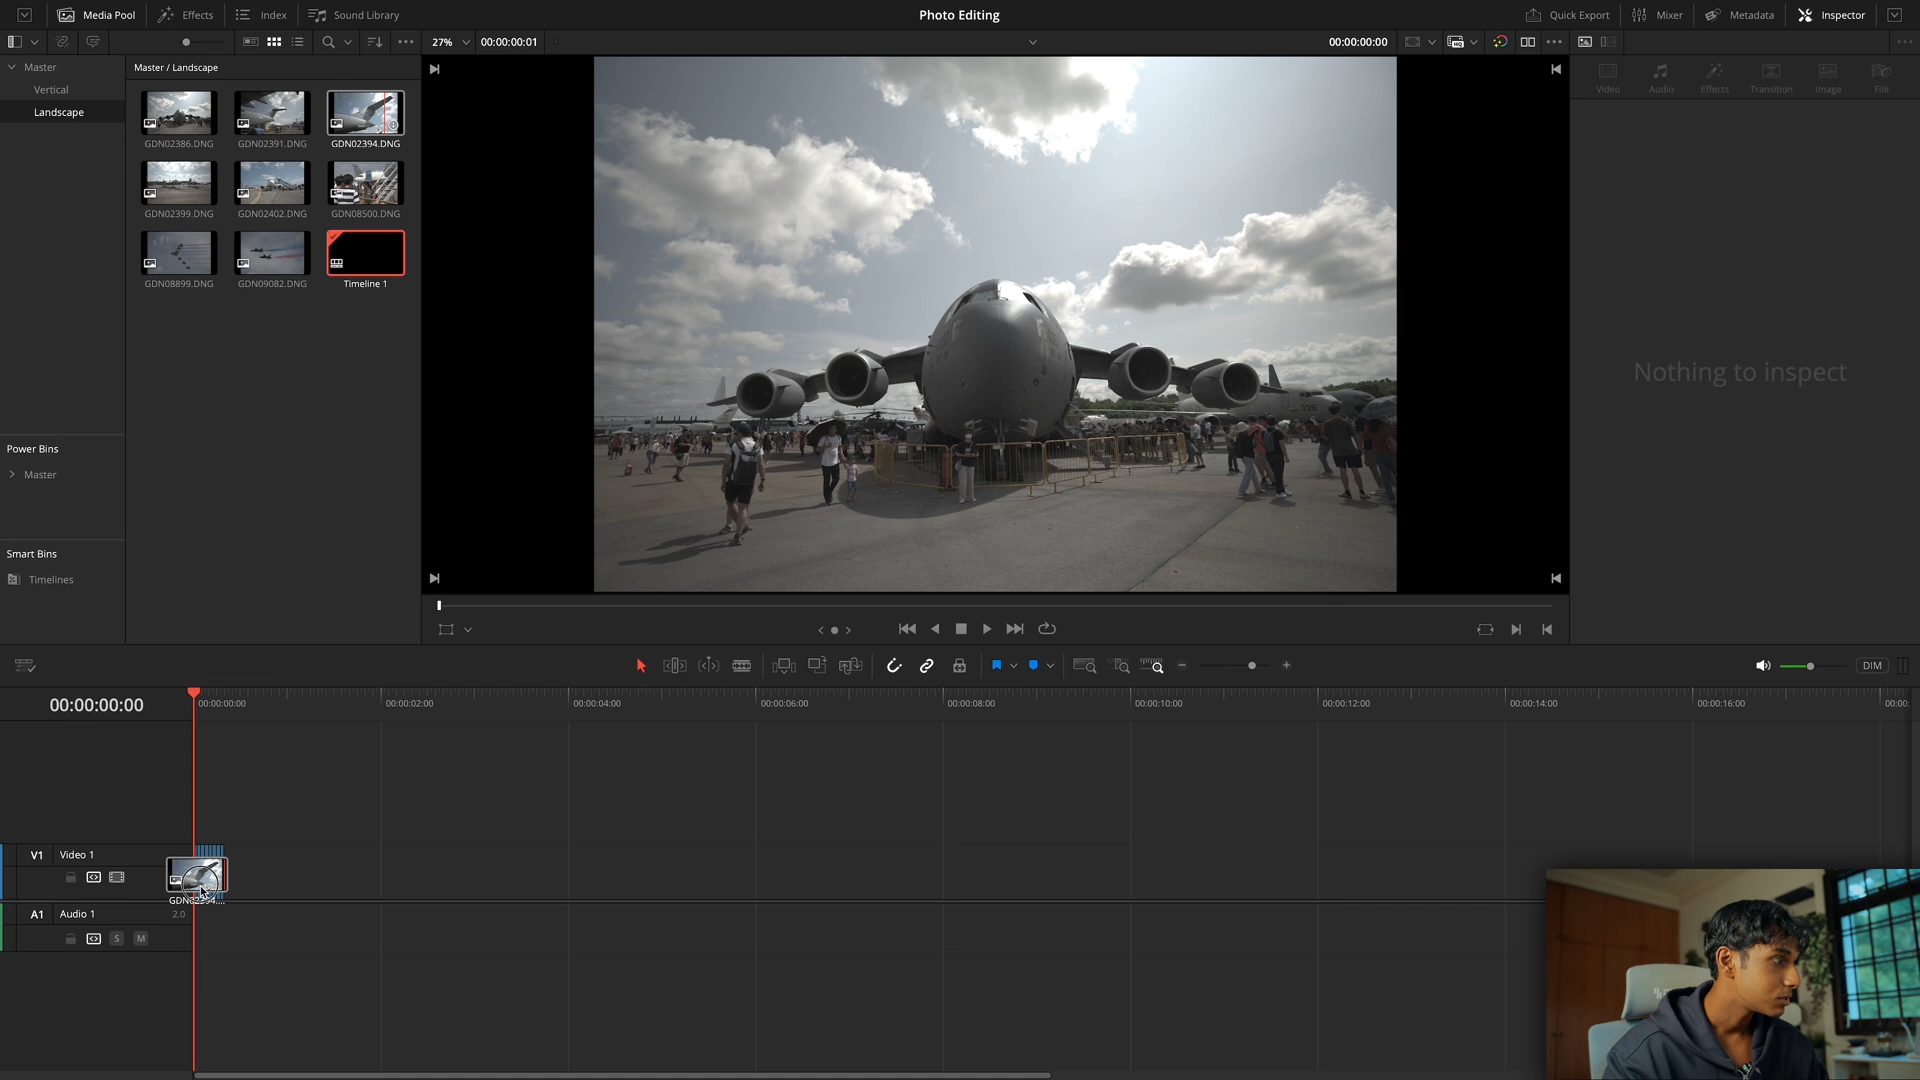 Media Pool Effects Index Sound Library Photo Editing Quick Export Mixer Metadata Inspector
27% 00:00:00:01 00:00:00:00
Master
Vertical
Landscape
Master / Landscape
GDN02386.DNG GDN02391.DNG GDN02394.DNG
GDN02399.DNG GDN02402.DNG GDN08500.DNG
GDN08899.DNG GDN09082.DNG Timeline 1
Power Bins
Master
Smart Bins
Timelines
Video Audio Effects Transition Image File
Nothing to inspect
DIM
00:00:00:00
00:00:00:00 00:00:02:00 00:00:04:00 00:00:06:00 00:00:08:00 00:00:10:00 00:00:12:00 00:00:14:00 00:00:16:00 00:00:
V1 Video 1
A1 Audio 1 2.0
S M